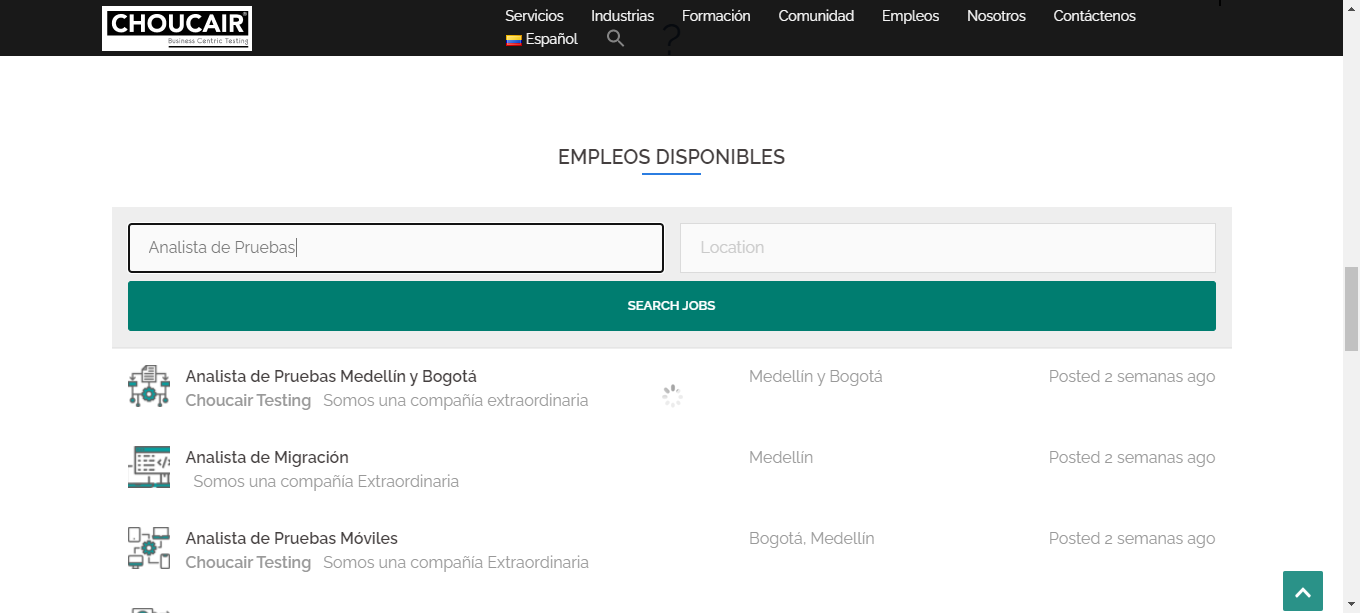 CHOUCAIR®
Business Centric Testing
Servicios Industrias Formación Comunidad Empleos Nosotros Contáctenos
Español
?
EMPLEOS DISPONIBLES
Analista de Pruebas Location
SEARCH JOBS
Analista de Pruebas Medellín y Bogotá Medellín y Bogotá Posted 2 semanas ago
Choucair Testing Somos una compañía extraordinaria
Analista de Migración Medellín Posted 2 semanas ago
Somos una compañía Extraordinaria
Analista de Pruebas Móviles Bogotá, Medellín Posted 2 semanas ago
Choucair Testing Somos una compañía Extraordinaria